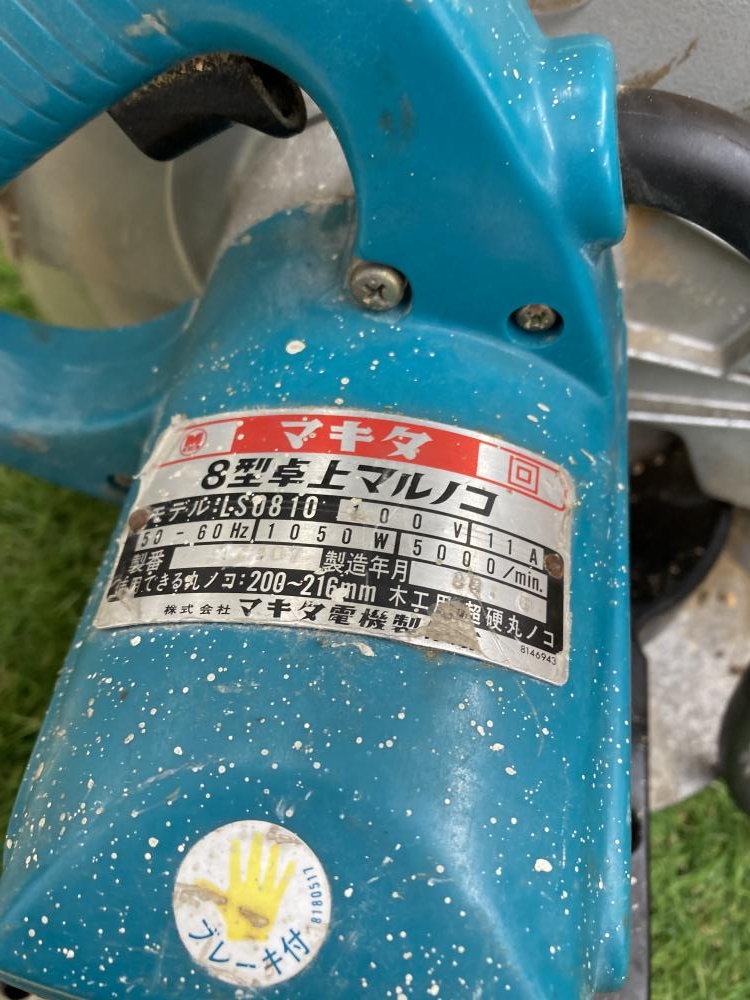 マキタ
8型卓上マルノコ
モデル:LS0810 100V 11A
50-60Hz 1050W 5000/min.
製番 製造年月
使用できる丸ノコ:200〜216mm 木工用 超硬丸ノコ
株式会社 マキタ電機製
8146943
8180517
ブレーキ付